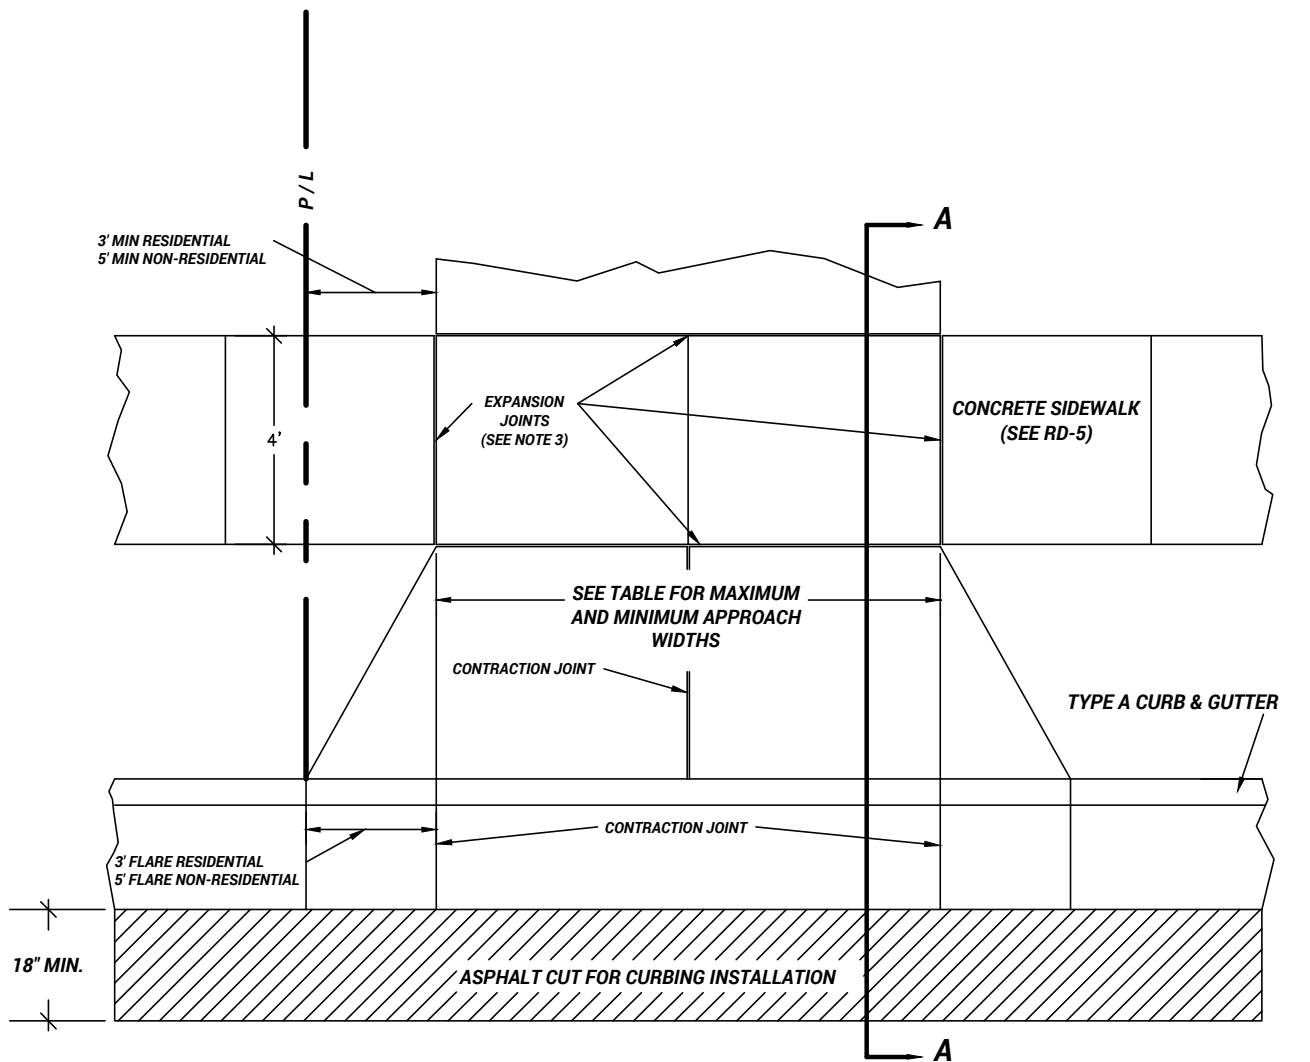 P / L
A
3' MIN RESIDENTIAL
5' MIN NON-RESIDENTIAL
4'
EXPANSION
JOINTS
(SEE NOTE 3)
CONCRETE SIDEWALK
(SEE RD-5)
SEE TABLE FOR MAXIMUM
AND MINIMUM APPROACH
WIDTHS
CONTRACTION JOINT
TYPE A CURB & GUTTER
CONTRACTION JOINT
3' FLARE RESIDENTIAL
5' FLARE NON-RESIDENTIAL
18" MIN.
ASPHALT CUT FOR CURBING INSTALLATION
A